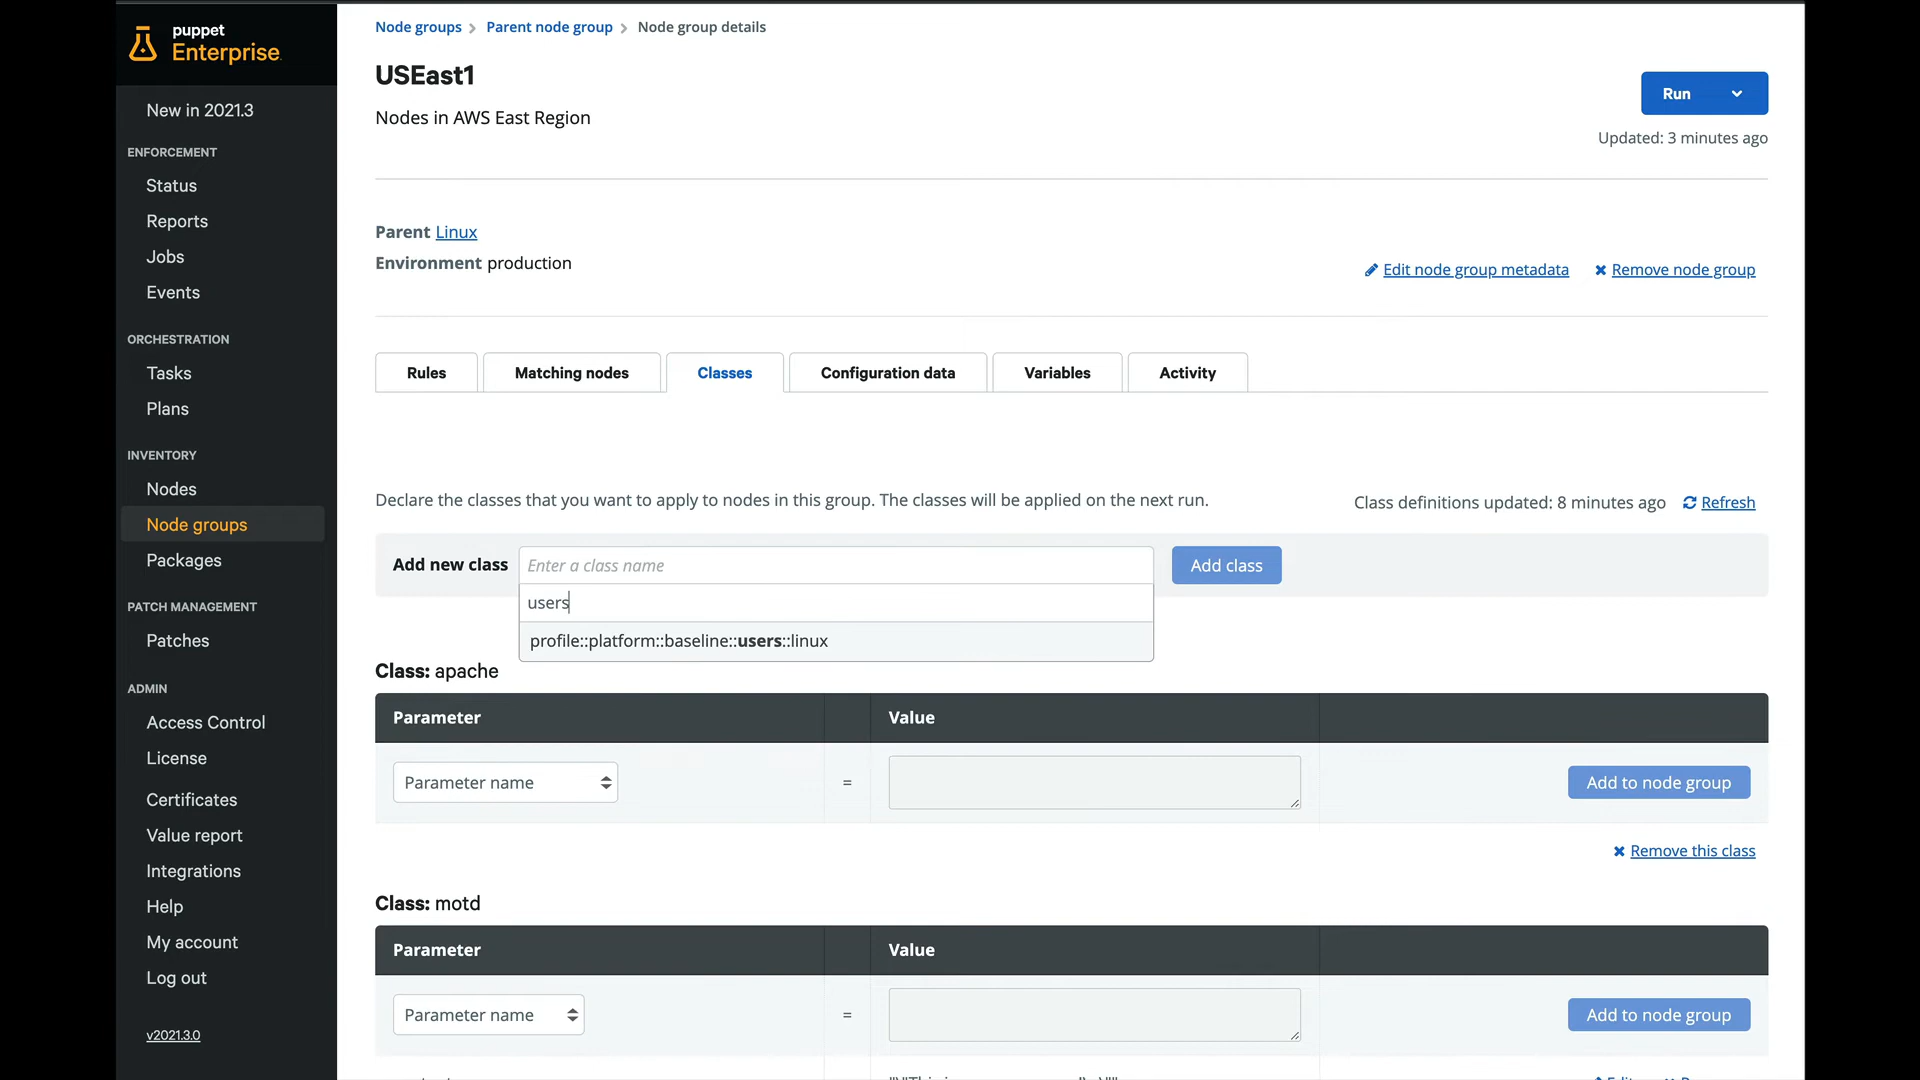 puppet
Enterprise
New in 2021.3
ENFORCEMENT
Status
Reports
Jobs
Events
ORCHESTRATION
Tasks
Plans
INVENTORY
Nodes
Node groups
Packages
PATCH MANAGEMENT
Patches
ADMIN
Access Control
License
Certificates
Value report
Integrations
Help
My account
Log out
v2021.3.0
Node groups > Parent node group > Node group details
USEast1
Nodes in AWS East Region
Run
Updated: 3 minutes ago
Parent Linux
Environment production
Edit node group metadata
Remove node group
Rules
Matching nodes
Classes
Configuration data
Variables
Activity
Declare the classes that you want to apply to nodes in this group. The classes will be applied on the next run.
Class definitions updated: 8 minutes ago
Refresh
Add new class
Enter a class name
Add class
users
profile::platform::baseline::users::linux
Class: apache
Parameter
Value
Parameter name
=
Add to node group
Remove this class
Class: motd
Parameter
Value
Parameter name
=
Add to node group